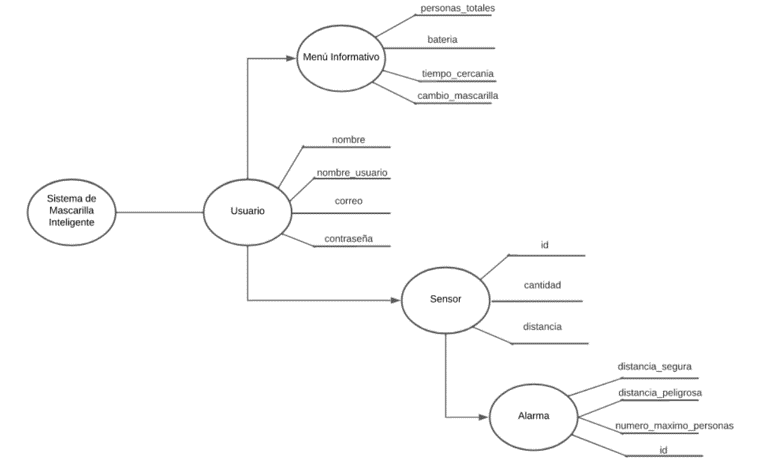 personas_totales
bateria
Menú Informativo
tiempo_cercania
cambio_mascarilla
nombre
nombre_usuario
correo
contraseña
Sistema de
Mascarilla
Inteligente
Usuario
id
cantidad
distancia
Sensor
distancia_segura
distancia_peligrosa
numero_maximo_personas
id
Alarma